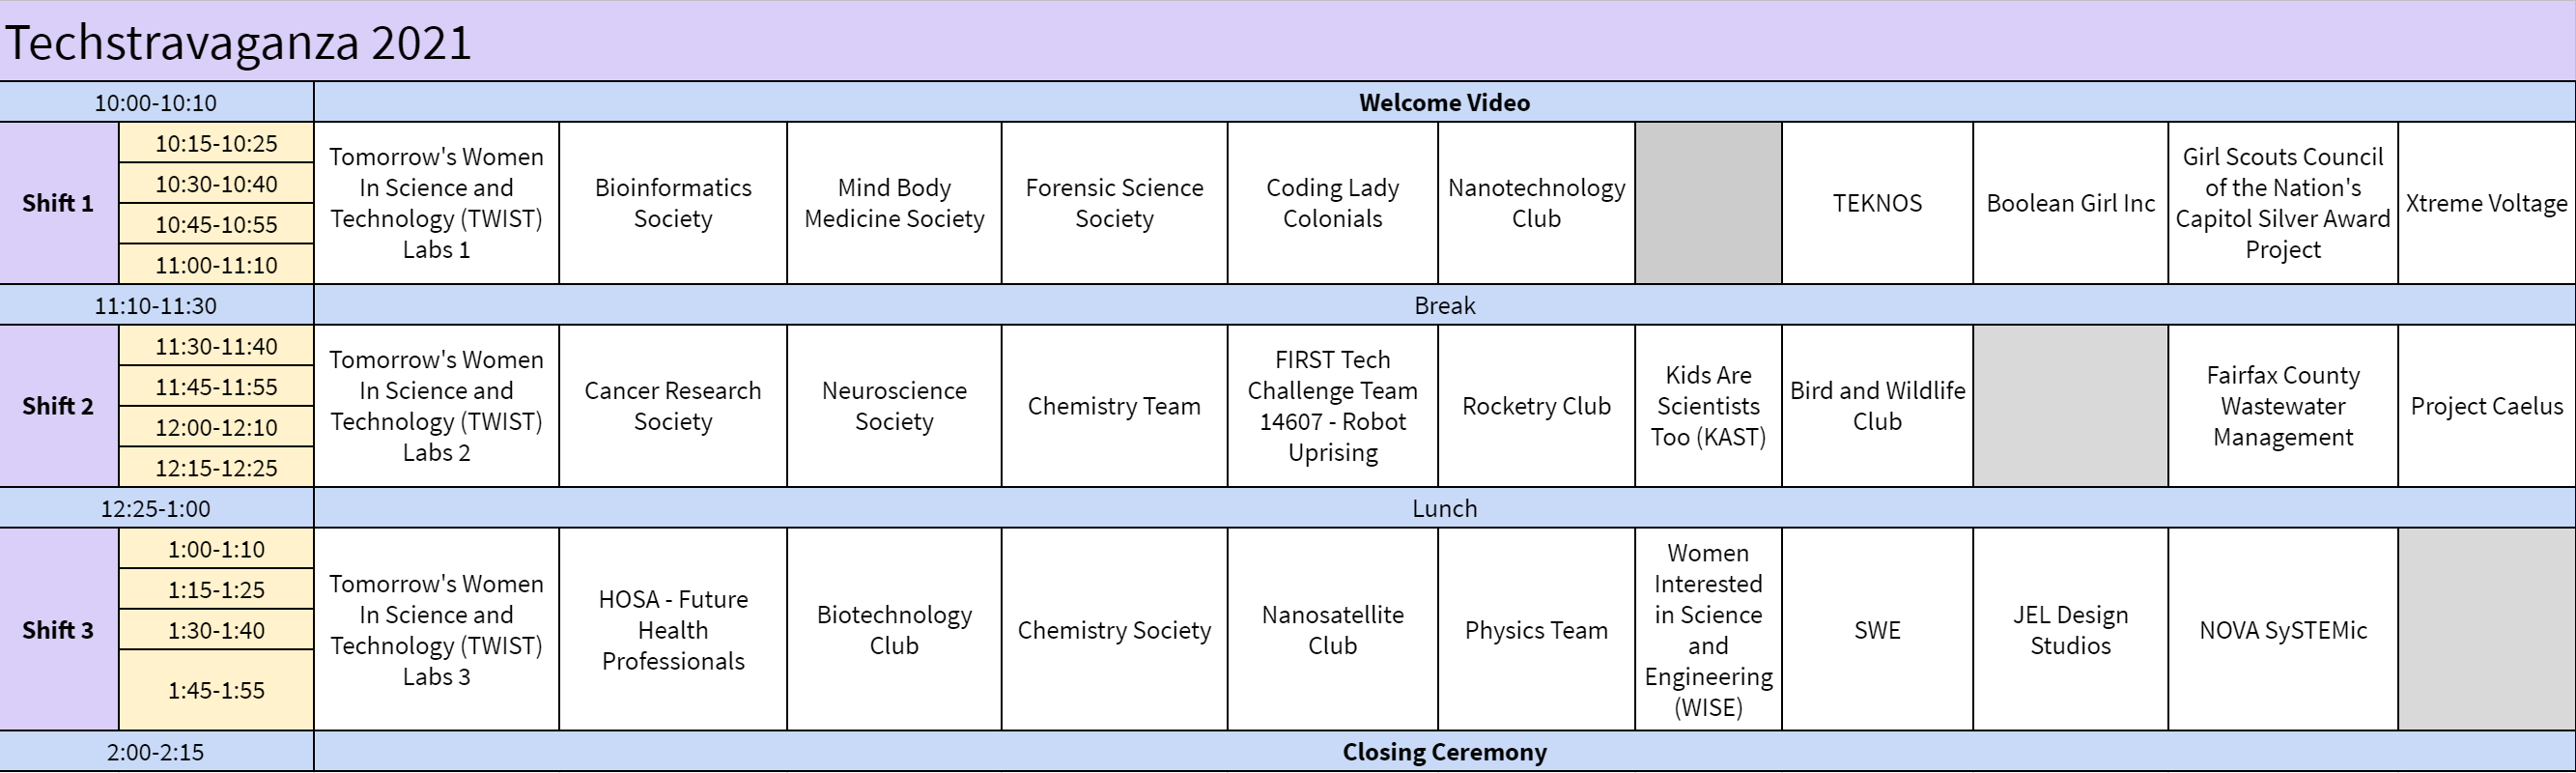 Techstravaganza 2021
10:00-10:10
Welcome Video
Shift 1
10:15-10:25
10:30-10:40
10:45-10:55
11:00-11:10
Tomorrow's Women
In Science and
Technology (TWIST)
Labs 1
Bioinformatics
Society
Mind Body
Medicine Society
Forensic Science
Society
Coding Lady
Colonials
Nanotechnology
Club
TEKNOS
Boolean Girl Inc
Girl Scouts Council
of the Nation's
Capitol Silver Award
Project
Xtreme Voltage
11:10-11:30
Break
Shift 2
11:30-11:40
11:45-11:55
12:00-12:10
12:15-12:25
Tomorrow's Women
In Science and
Technology (TWIST)
Labs 2
Cancer Research
Society
Neuroscience
Society
Chemistry Team
FIRST Tech
Challenge Team
14607 - Robot
Uprising
Rocketry Club
Kids Are
Scientists
Too (KAST)
Bird and Wildlife
Club
Fairfax County
Wastewater
Management
Project Caelus
12:25-1:00
Lunch
Shift 3
1:00-1:10
1:15-1:25
1:30-1:40
1:45-1:55
Tomorrow's Women
In Science and
Technology (TWIST)
Labs 3
HOSA - Future
Health
Professionals
Biotechnology
Club
Chemistry Society
Nanosatellite
Club
Physics Team
Women
Interested
in Science
and
Engineering
(WISE)
SWE
JEL Design
Studios
NOVA SySTEMic
2:00-2:15
Closing Ceremony